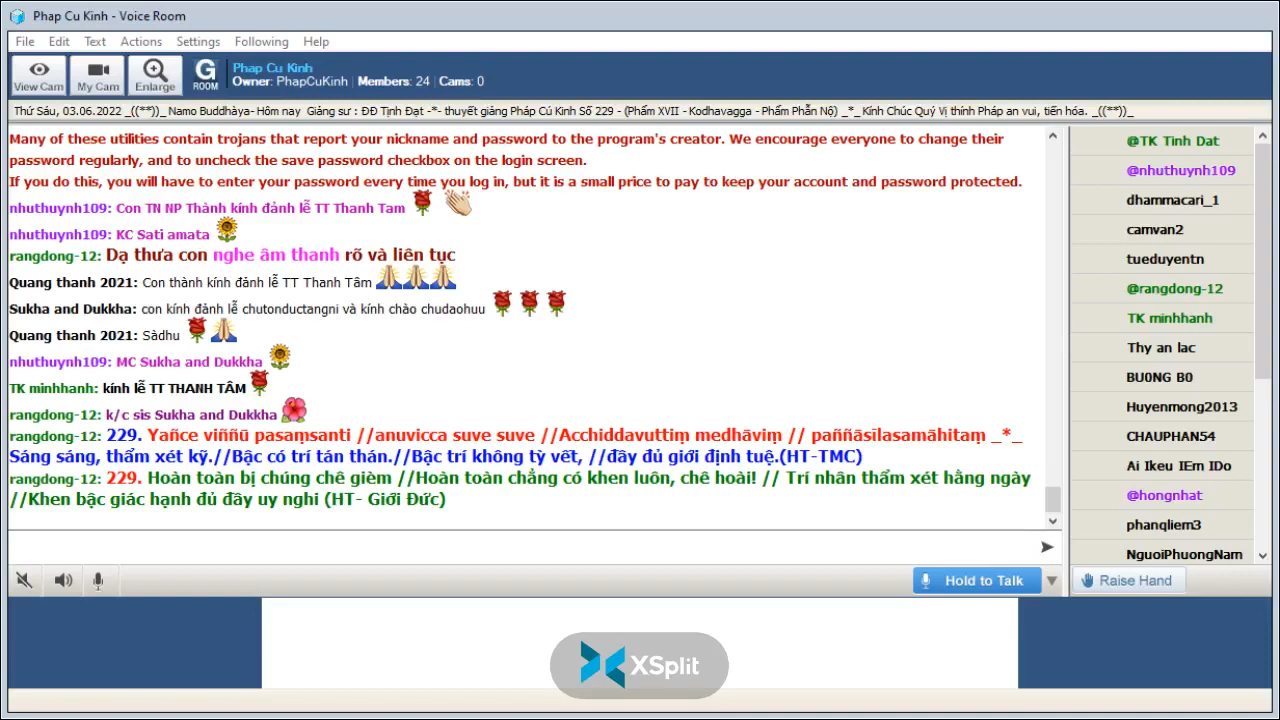 Phap Cu Kinh - Voice Room
File Edit Text Actions Settings Following Help
View Cam My Cam Enlarge G ROOM
Phap Cu Kinh
Owner: PhapCuKinh Members: 24 Cams: 0
Thứ Sáu, 03.06.2022 _((**))_ Namo Buddhàya- Hôm nay Giảng sư : ĐĐ Tịnh Đạt -*- thuyết giảng Pháp Cú Kinh Số 229 - (Phẩm XVII - Kodhavagga - Phẩm Phẫn Nộ) _*_ Kính Chúc Quý Vị thính Pháp an vui, tiến hóa. _((**))_
Many of these utilities contain trojans that report your nickname and password to the program's creator. We encourage everyone to change their
password regularly, and to uncheck the save password checkbox on the login screen.
If you do this, you will have to enter your password every time you log in, but it is a small price to pay to keep your account and password protected.
nhuthuynh109: Con TN NP Thành kính đảnh lễ TT Thanh Tam
nhuthuynh109: KC Sati amata
rangdong-12: Dạ thưa con nghe âm thanh rõ và liên tục
Quang thanh 2021: Con thành kính đảnh lễ TT Thanh Tâm
Sukha and Dukkha: con kính đảnh lễ chutonductangni và kính chào chudaohuu
Quang thanh 2021: Sàdhu
nhuthuynh109: MC Sukha and Dukkha
TK minhhanh: kính lễ TT THANH TÂM
rangdong-12: k/c sis Sukha and Dukkha
rangdong-12: 229. Yañce viññū pasaṃsanti //anuvicca suve suve //Acchiddavuttiṃ medhāviṃ // paññāsīlasamāhitaṃ _*_
Sáng sáng, thẩm xét kỹ.//Bậc có trí tán thán.//Bậc trí không tỳ vết, //đầy đủ giới định tuệ.(HT-TMC)
rangdong-12: 229. Hoàn toàn bị chúng chê gièm //Hoàn toàn chẳng có khen luôn, chê hoài! // Trí nhân thẩm xét hằng ngày
//Khen bậc giác hạnh đủ đầy uy nghi (HT- Giới Đức)
@TK Tinh Dat
@nhuthuynh109
dhammacari_1
camvan2
tueduyentn
@rangdong-12
TK minhhanh
Thy an lac
BU0NG B0
Huyenmong2013
CHAUPHAN54
Ai Ikeu IEm IDo
@hongnhat
phanqliem3
NguoiPhuongNam
Hold to Talk
Raise Hand
XSplit